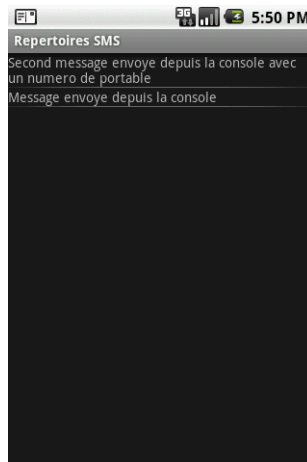 3G 5:50 PM
Repertoires SMS
Second message envoye depuis la console avec
un numero de portable
Message envoye depuis la console